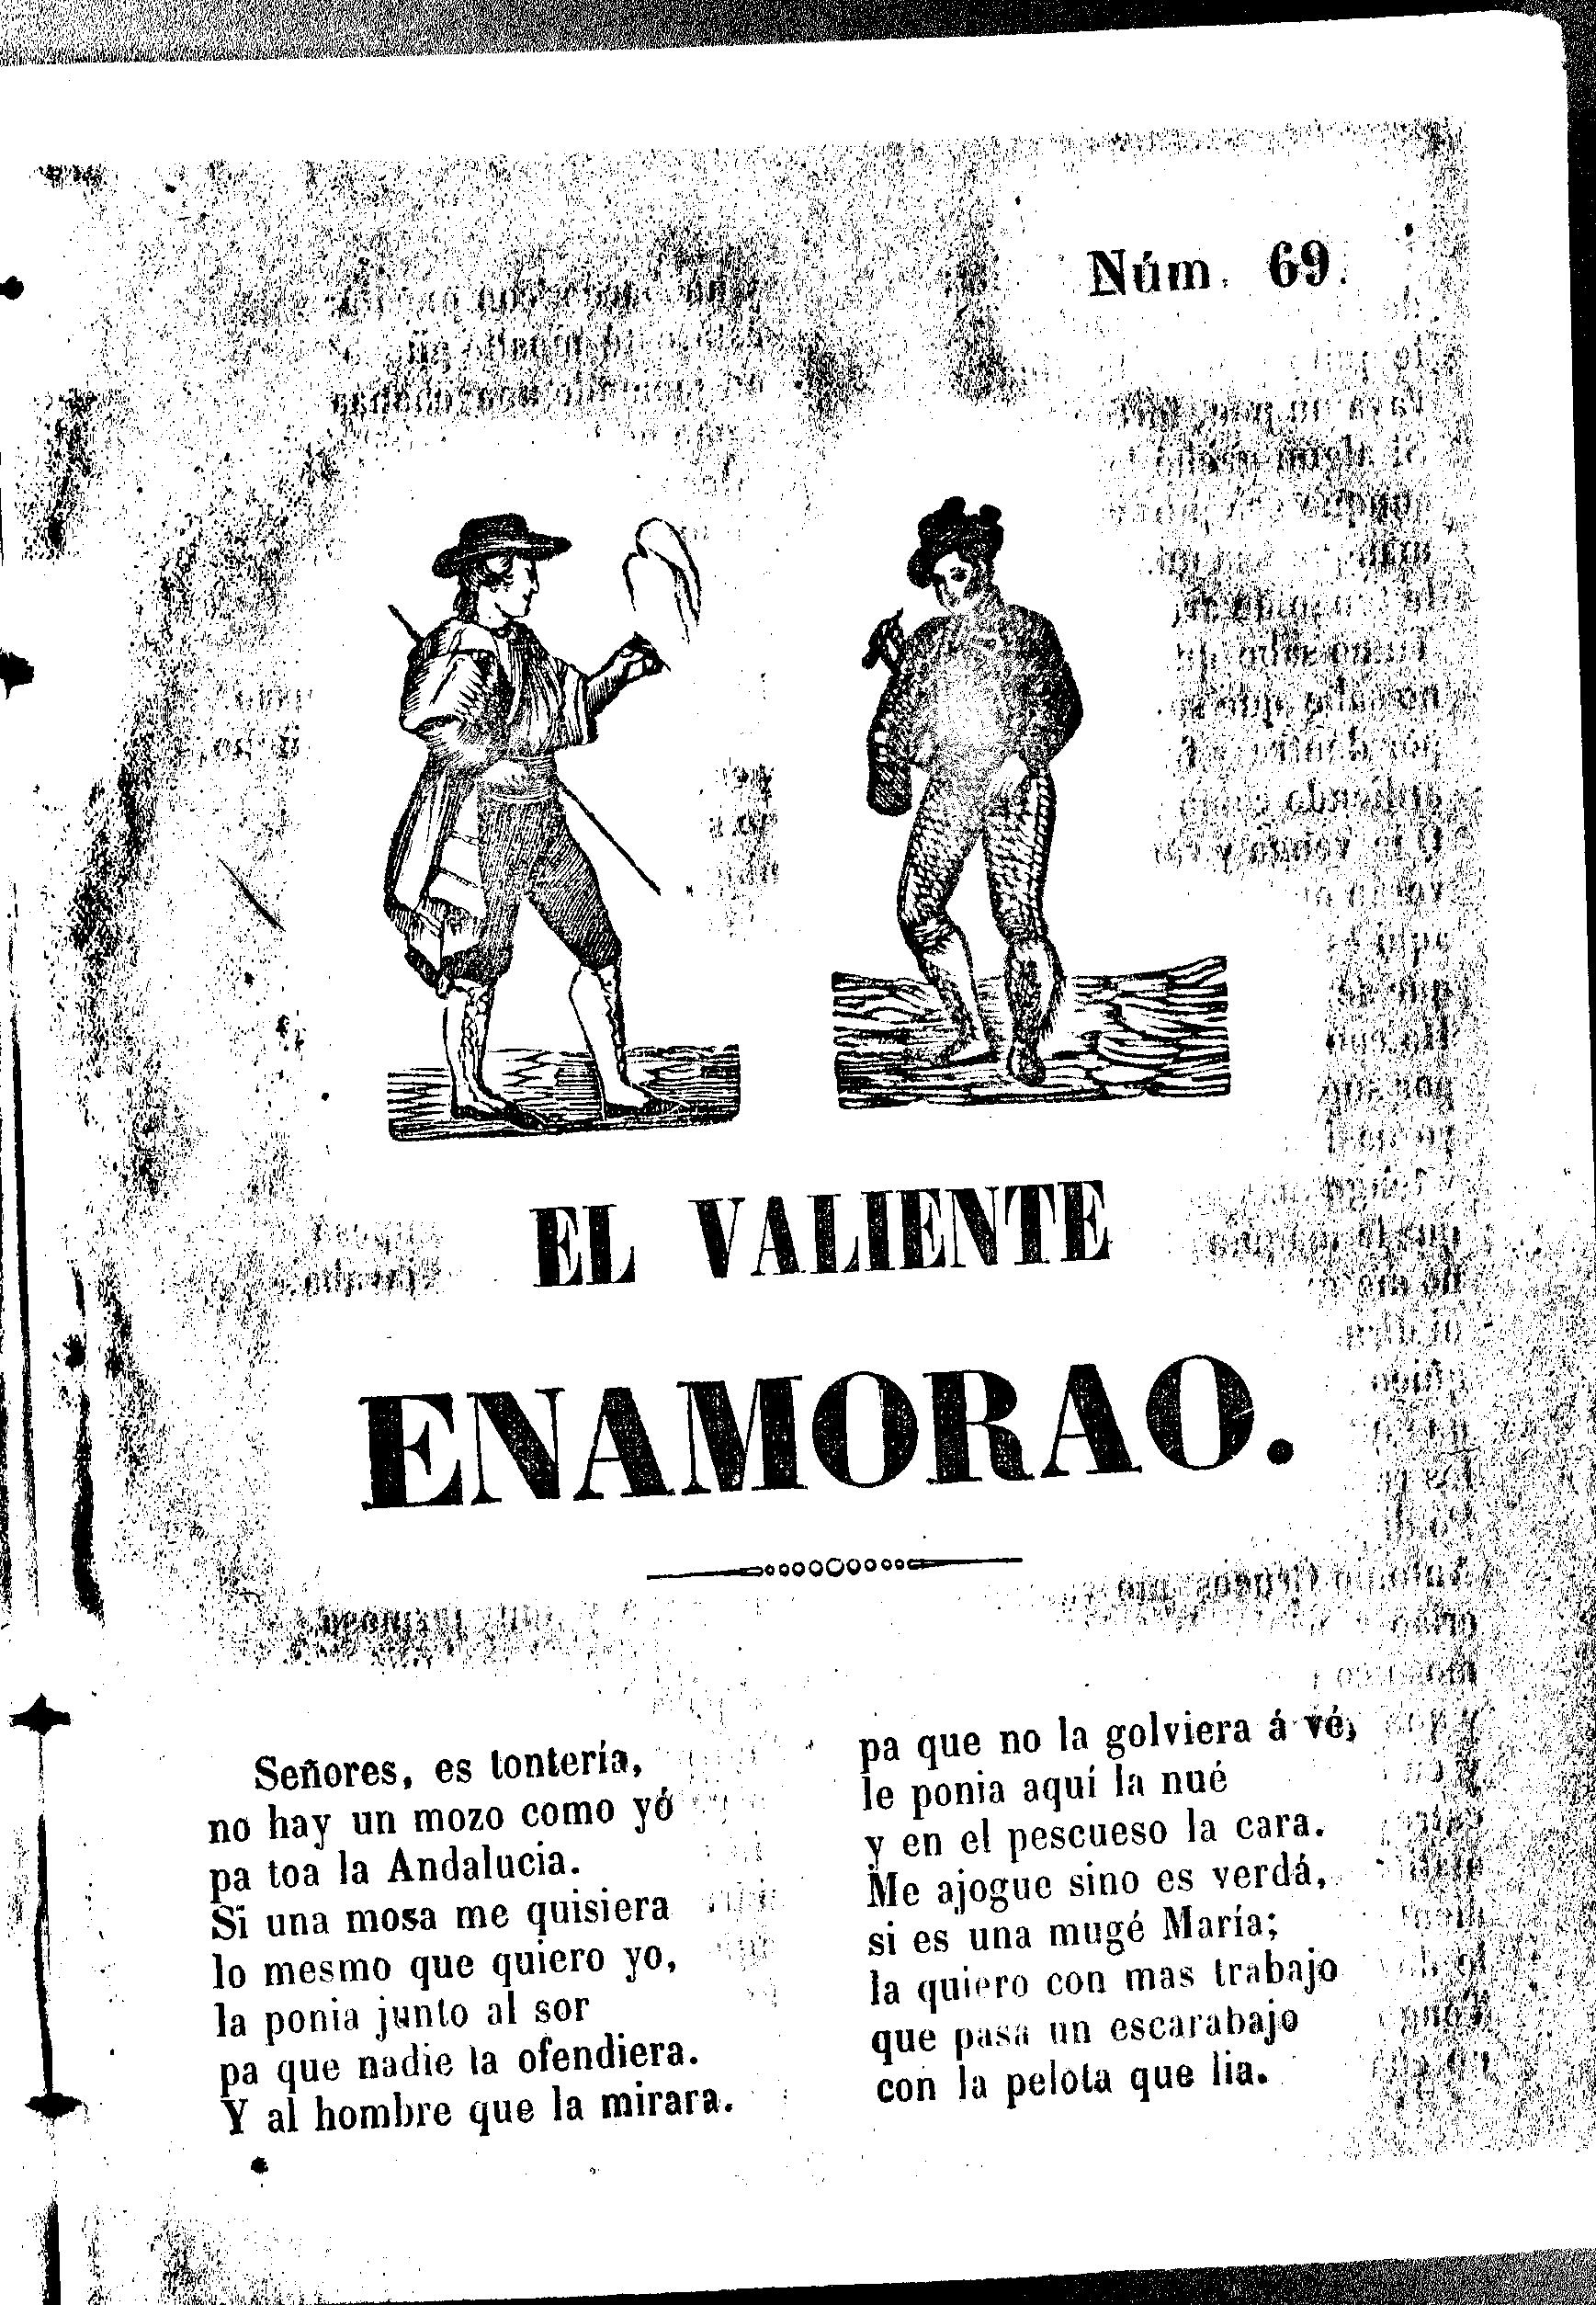 Núm. 69.
EL VALIENTE
ENAMORAO.
Señores, es tontería,
no hay un mozo como yó
pa toa la Andalucia.
Si una mosa me quisiera
lo mesmo que quiero yo,
la ponia junto al sor
pa que nadie la ofendiera.
Y al hombre que la mirara.
pa que no la golviera á vé,
le ponia aquí la nué
y en el pescueso la cara.
Me ajogue sino es verdá,
si es una mugé María;
la quiero con mas trabajo
que pasa un escarabajo
con la pelota que lia.